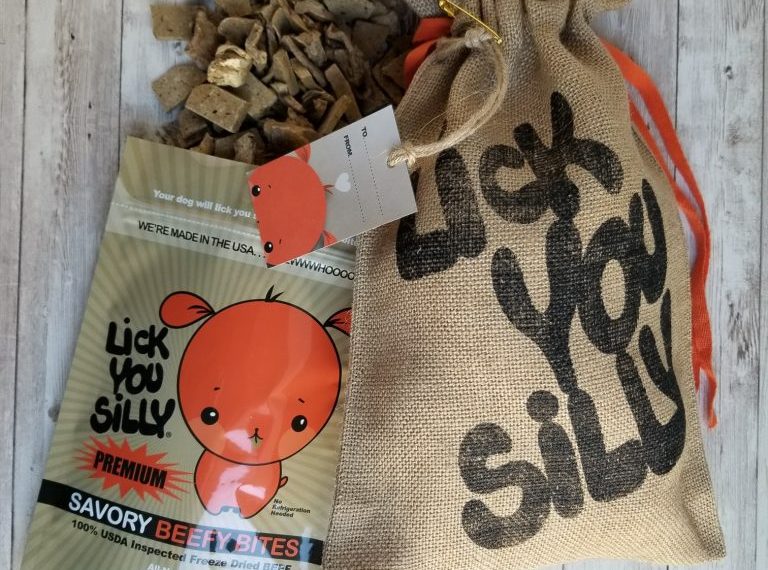 TO:
FROM:
Your dog will lick you
WE'RE MADE IN THE USA
Lick
You
Silly®
PREMIUM
No
Refrigeration
Needed
SAVORY BEEFY BITES
100% USDA Inspected Freeze Dried BEEF
Lick
You
Silly